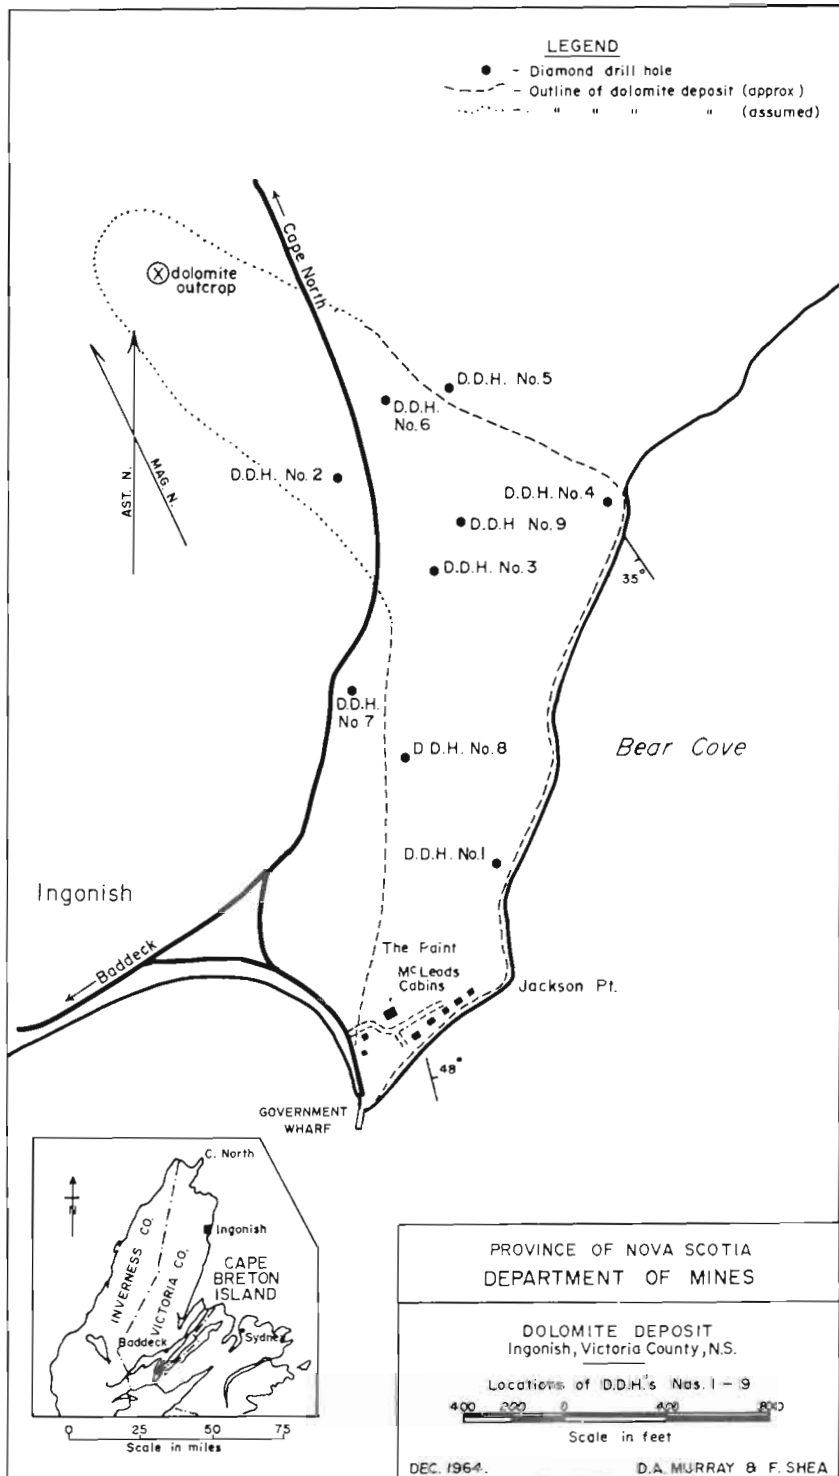 LEGEND
- Diamond drill hole
- Outline of dolomite deposit (approx)
- " " " " (assumed)
Cape North
dolomite
outcrop
D.D.H. No.5
D.D.H.
No.6
AST. N.
MAG. N.
D.D.H. No.2
D.D.H. No.4
D.D.H No.9
D.D.H. No.3
35°
D.D.H.
No 7
D D.H. No.8
Bear Cove
D.D.H. No.1
Ingonish
Baddeck
The Point
McLeods
Cabins
Jackson Pt.
48°
GOVERNMENT
WHARF
C. North
N
Ingonish
INVERNESS CO.
VICTORIA CO.
CAPE
BRETON
ISLAND
Baddeck
Sydney
0 25 50 75
Scale in miles
PROVINCE OF NOVA SCOTIA
DEPARTMENT OF MINES
DOLOMITE DEPOSIT
Ingonish, Victoria County, N.S.
Locations of D.D.H.'s Nos. 1 - 9
400 200 0 400 800
Scale in feet
DEC. 1964. D.A. MURRAY & F. SHEA